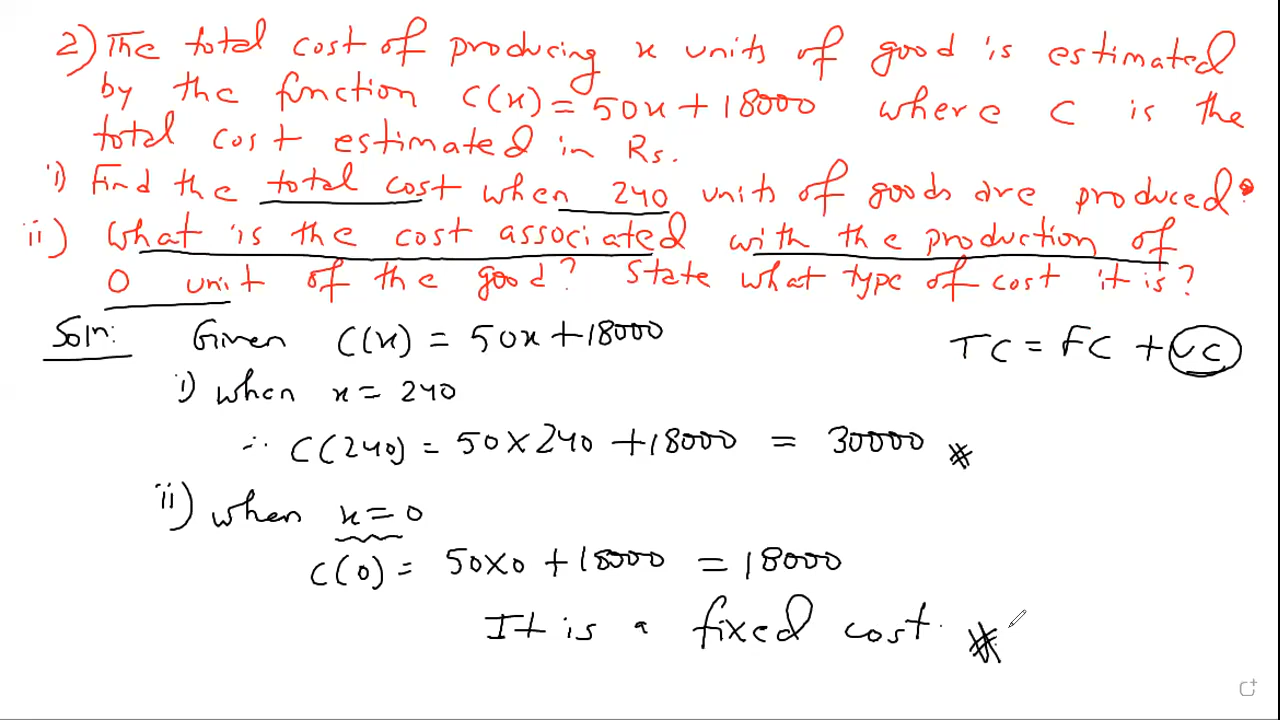 2) The total cost of producing x units of good is estimated
by the function C(x) = 50x + 18000 where C is the
total cost estimated in Rs.
i) Find the total cost when 240 units of goods are produced?
ii) What is the cost associated with the production of
0 unit of the good? State what type of cost it is?
Soln: Given C(x) = 50x + 18000 TC = FC + VC
i) when x = 240
∴ C(240) = 50 × 240 + 18000 = 30000 #
ii) when x = 0
C(0) = 50×0 + 18000 = 18000
It is a fixed cost. #